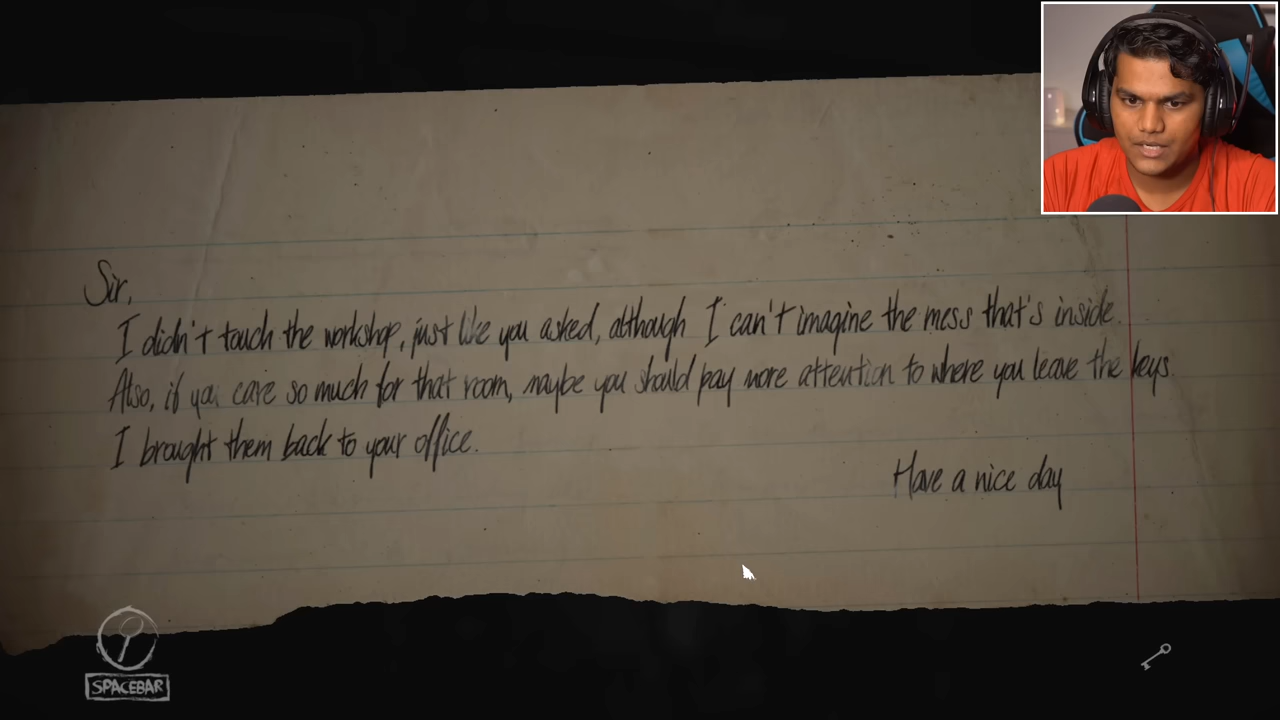 Sir,
I didn't touch the workshop, just like you asked, although I can't imagine the mess that's inside.
Also, if you care so much for that room, maybe you should pay more attention to where you leave the keys.
I brought them back to your office.
Have a nice day
SPACEBAR